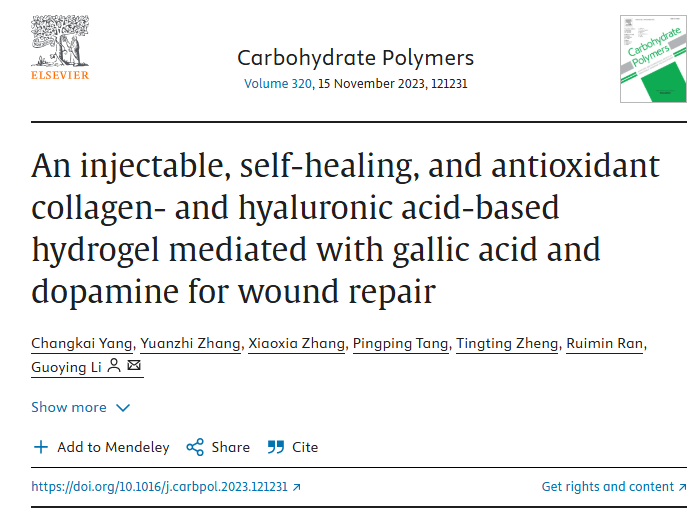 ELSEVIER
Carbohydrate Polymers
Volume 320, 15 November 2023, 121231
Carbohydrate
Polymers
An injectable, self-healing, and antioxidant
collagen- and hyaluronic acid-based
hydrogel mediated with gallic acid and
dopamine for wound repair
Changkai Yang, Yuanzhi Zhang, Xiaoxia Zhang, Pingping Tang, Tingting Zheng, Ruimin Ran,
Guoying Li
Show more
Add to Mendeley Share Cite
https://doi.org/10.1016/j.carbpol.2023.121231
Get rights and content